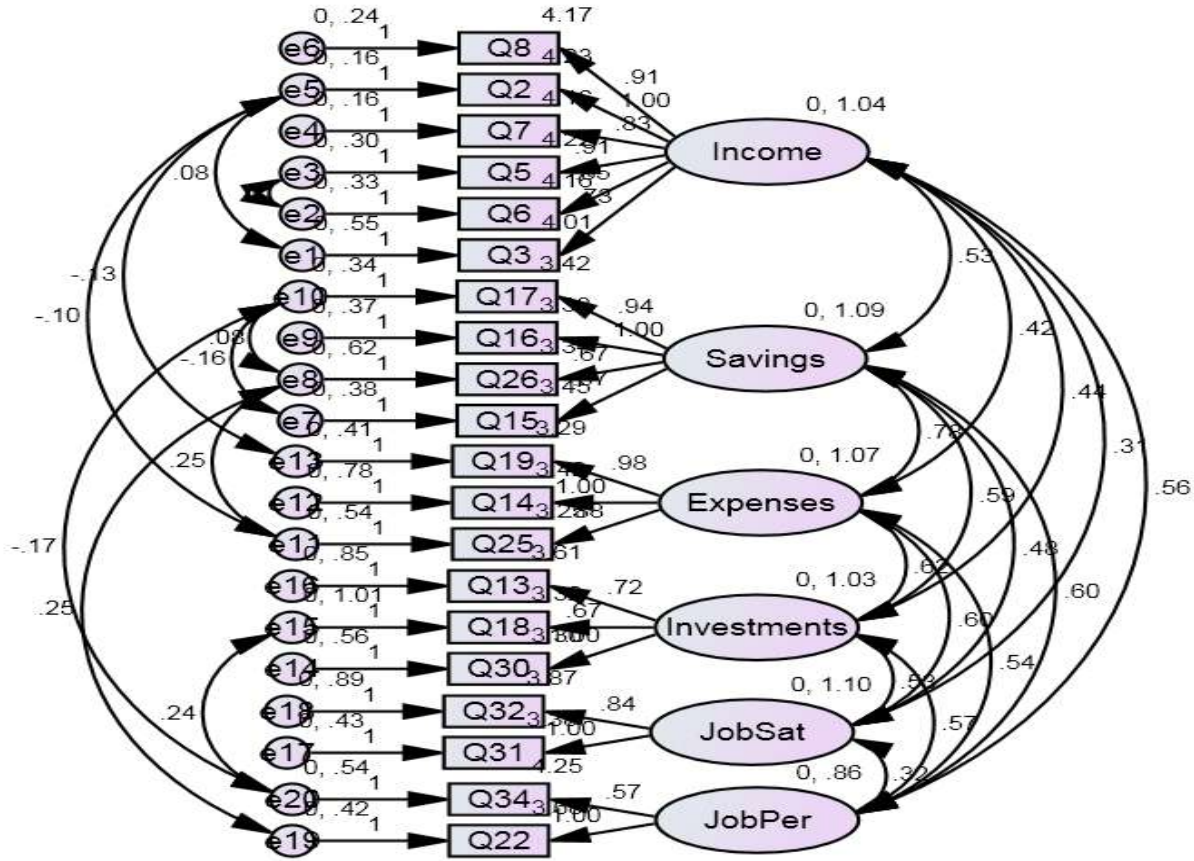 4.17
0, .24 1
e6 Q8
0, .16 1 .91
e5 Q2 1.00
0, .16 1 .83 0, 1.04
e4 Q7 Income
0, .30 1 .91
.08 e3 Q5 4.16
0, .33 1 .73
e2 Q6 4.01
0, .55 1
e1 Q3 3.42 .53
-.13 0, .34 1
e10 Q17 .94 0, 1.09
-.10 0, .37 1 .42
.08 e9 Q16 1.00
-.16 0, .62 1 .67 Savings
e8 Q26 3.45
0, .38 1 .44
e7 Q15 3.29 .78 .31
0, .41 1
.25 e13 Q19 .98 0, 1.07
0, .78 1 1.00 .59 .56
e12 Q14 Expenses
0, .54 1
-.17 e11 Q25 3.61 .48
0, .85 1 .62
e16 Q13 .72 0, 1.03 .60
.25 0, 1.01 1 .67 .60
e15 Q18 Investments
0, .56 1 .54
e14 Q30 3.87
0, .89 1 0, 1.10
.24 e18 Q32 .84 .57
0, .43 1 1.00 JobSat
e17 Q31 4.25
0, .54 1 0, .86 .32
e20 Q34 .57
0, .42 1 1.00 JobPer
e19 Q22